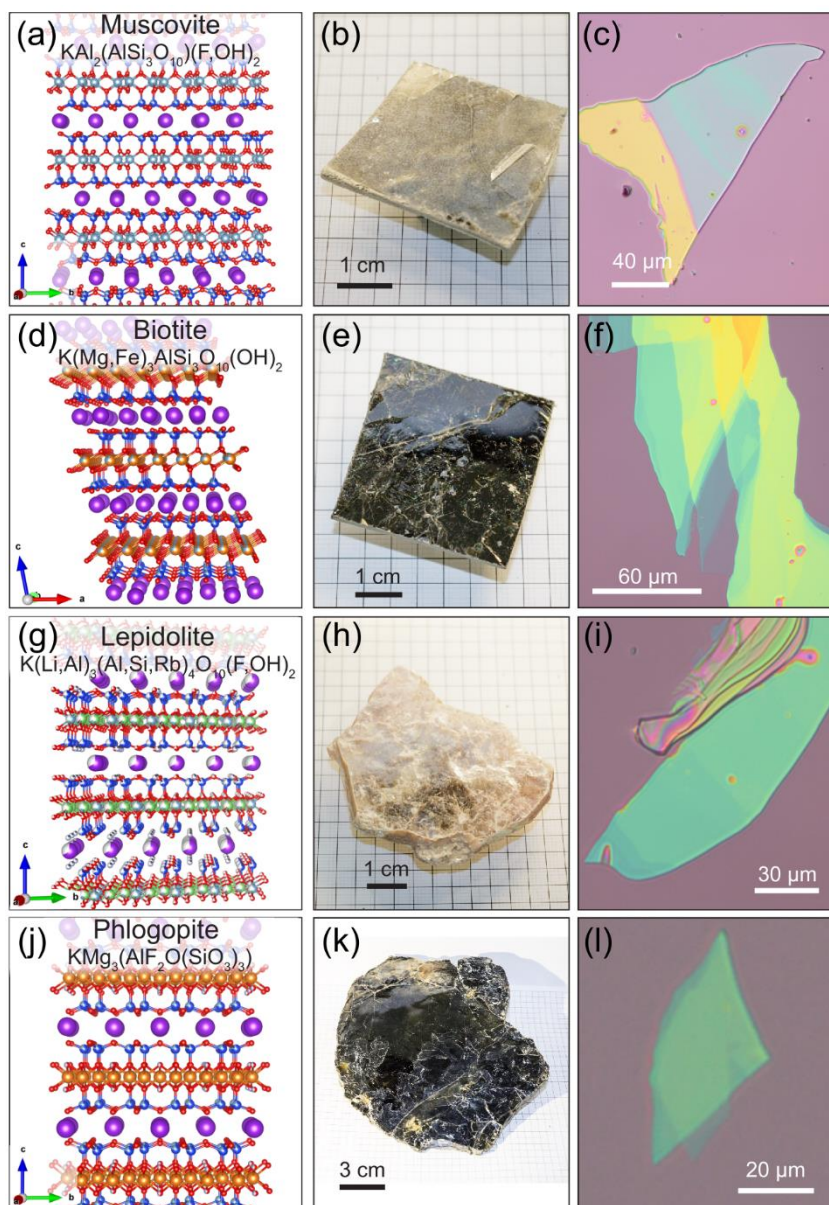 (a) Muscovite
KAl₂(AlSi₃O₁₀)(F,OH)₂
c
a
b
(b)
1 cm
(c)
40 µm
(d) Biotite
K(Mg,Fe)₃AlSi₃O₁₀(OH)₂
c
b
a
(e)
1 cm
(f)
60 µm
(g) Lepidolite
K(Li,Al)₃(Al,Si,Rb)₄O₁₀(F,OH)₂
c
a
b
(h)
1 cm
(i)
30 µm
(j) Phlogopite
KMg₃(AlF₂O(SiO₃)₃)
c
a
b
(k)
3 cm
(l)
20 µm